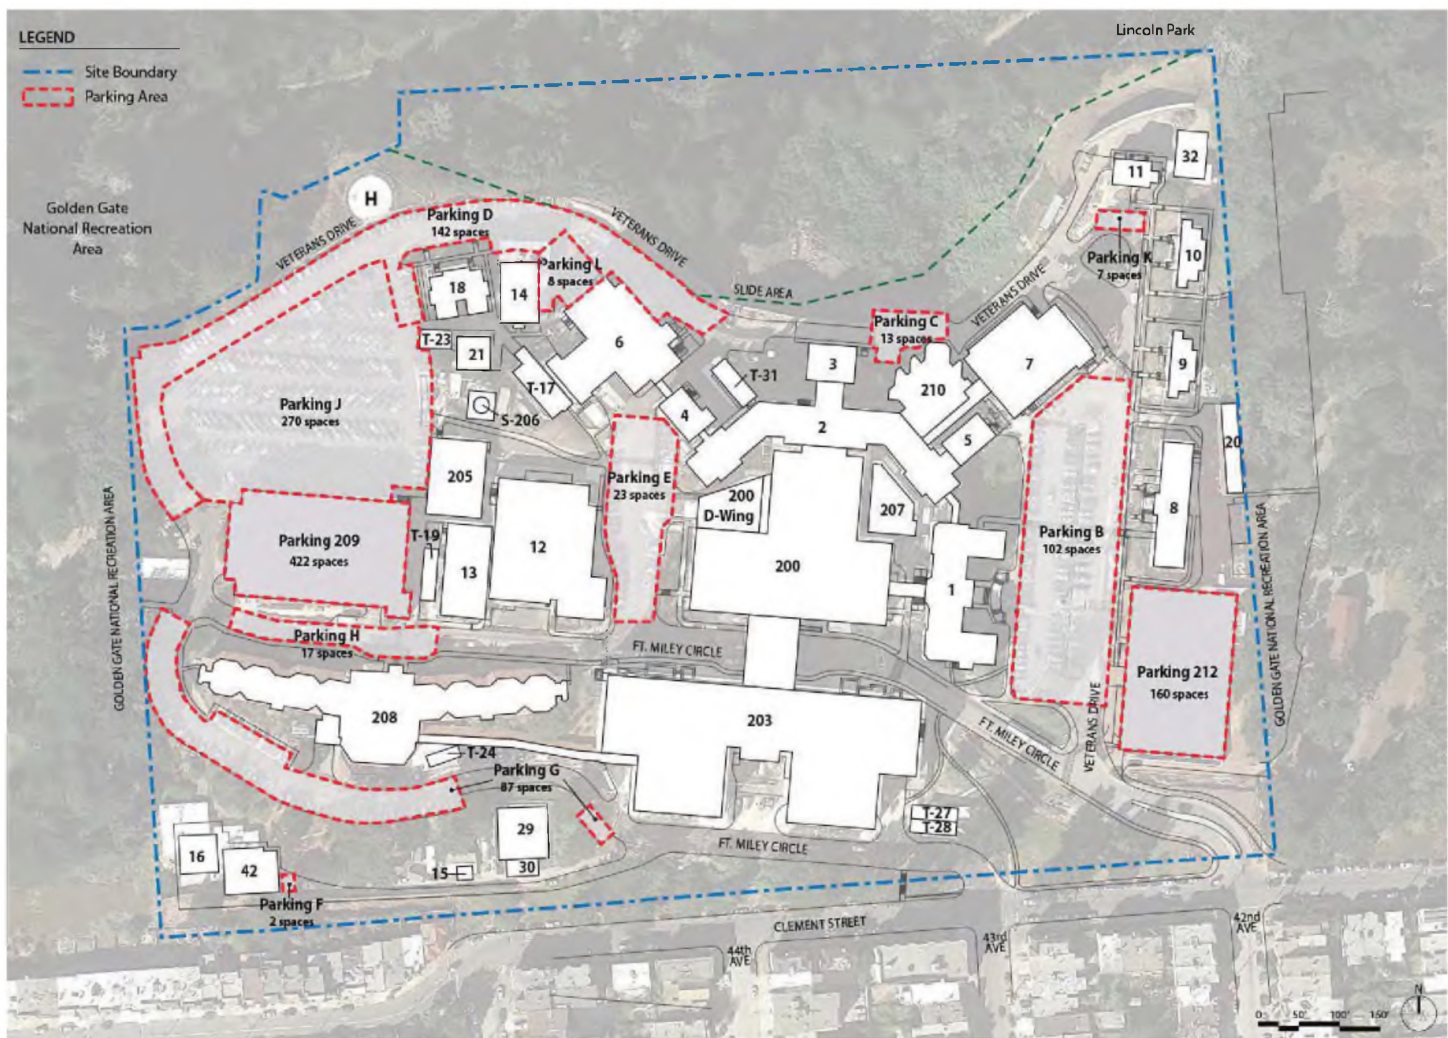 Lincoln Park
LEGEND
Site Boundary
Parking Area
Golden Gate
National Recreation
Area
H
VETERANS DRIVE
Parking D
142 spaces
VETERANS DRIVE
Parking L
8 spaces
18
14
SLIDE AREA
6
T-23
21
T-17
S-206
T-31
4
3
2
Parking C
13 spaces
210
VETERANS DRIVE
7
5
11
32
Parking K
7 spaces
10
9
20
8
Parking J
270 spaces
205
Parking E
23 spaces
200
D-Wing
207
Parking B
102 spaces
GOLDEN GATE NATIONAL RECREATION AREA
Parking 209
422 spaces
T-19
13
12
200
1
GOLDEN GATE NATIONAL RECREATION AREA
Parking H
17 spaces
FT. MILEY CIRCLE
Parking 212
160 spaces
208
203
FT. MILEY CIRCLE
VETERANS DRIVE
T-24
Parking G
87 spaces
T-27
T-28
29
30
15
16
42
FT. MILEY CIRCLE
Parking F
2 spaces
CLEMENT STREET
44th
AVE
43rd
AVE
42nd
AVE
N
0 50' 100' 150'